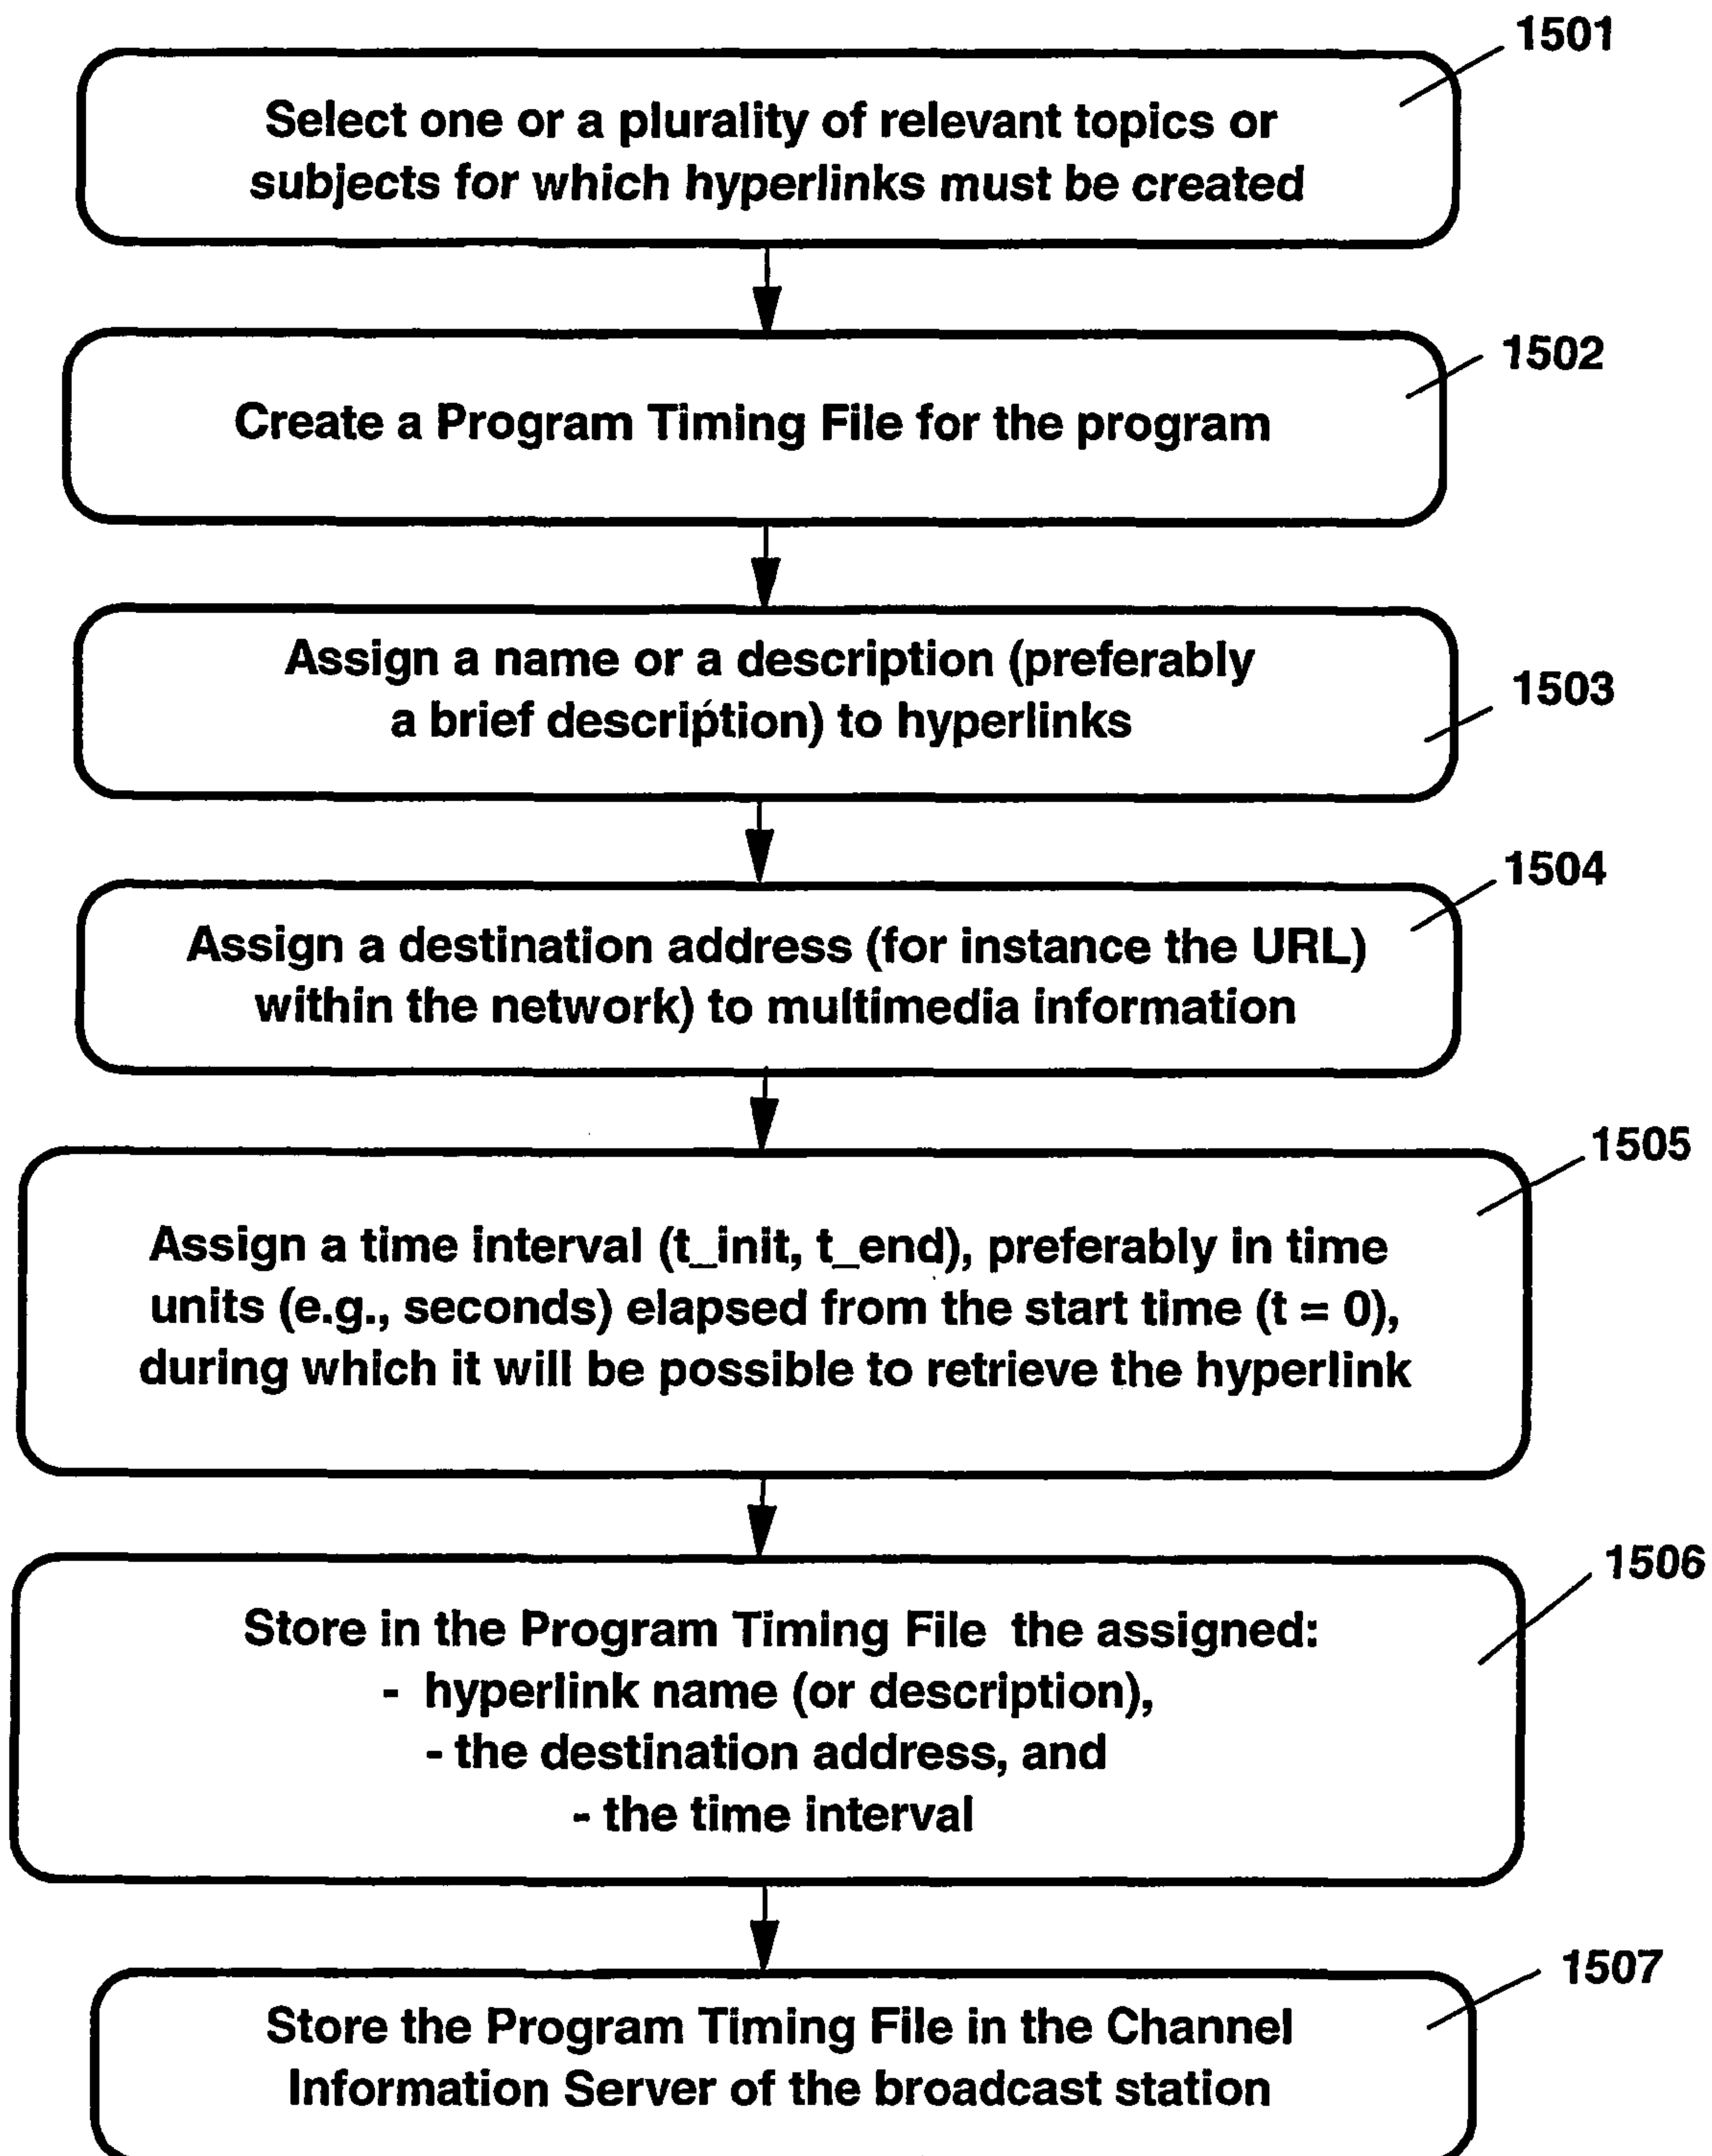 1501
Select one or a plurality of relevant topics or
subjects for which hyperlinks must be created
1502
Create a Program Timing File for the program
Assign a name or a description (preferably
a brief description) to hyperlinks
1503
1504
Assign a destination address (for instance the URL)
within the network) to multimedia information
1505
Assign a time interval (t_init, t_end), preferably in time
units (e.g., seconds) elapsed from the start time (t = 0),
during which it will be possible to retrieve the hyperlink
1506
Store in the Program Timing File the assigned:
- hyperlink name (or description),
- the destination address, and
- the time interval
1507
Store the Program Timing File in the Channel
Information Server of the broadcast station